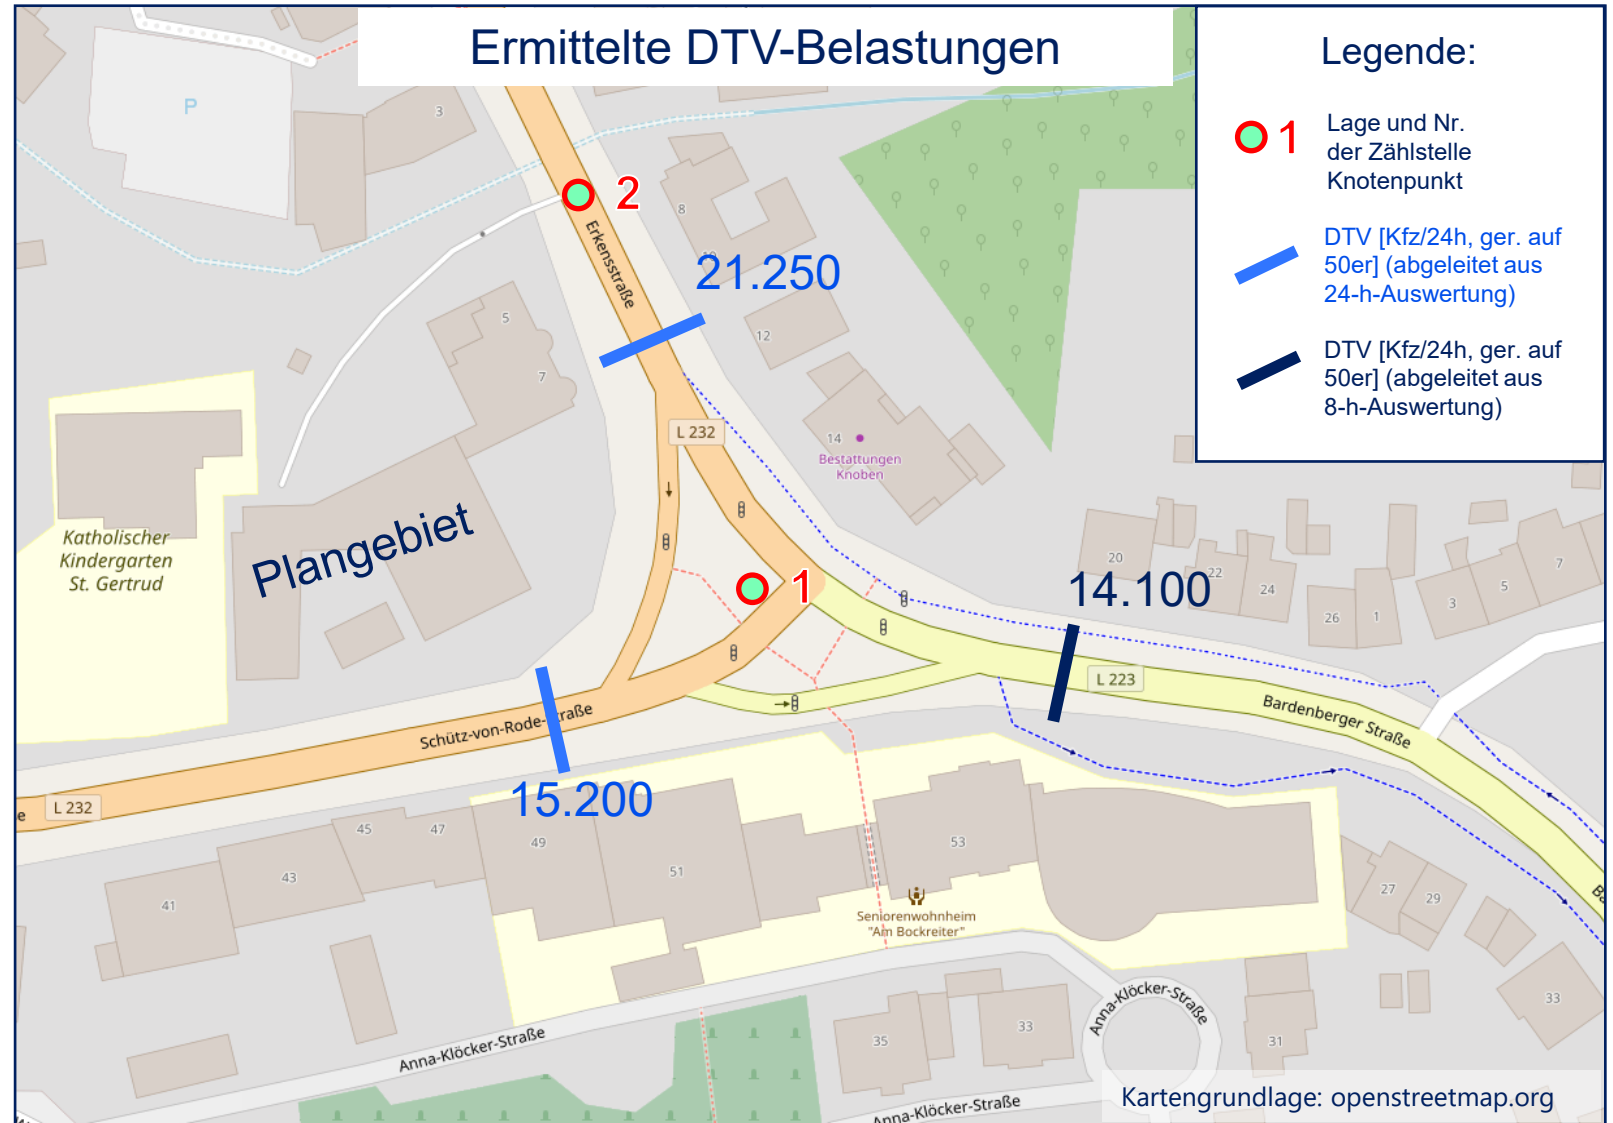 Ermittelte DTV-Belastungen
Legende:
1
Lage und Nr.
der Zählstelle
Knotenpunkt
DTV [Kfz/24h, ger. auf
50er] (abgeleitet aus
24-h-Auswertung)
DTV [Kfz/24h, ger. auf
50er] (abgeleitet aus
8-h-Auswertung)
P
3
2
8
Erkensstraße
21.250
5
12
7
L 232
14
Bestattungen
Knoben
Katholischer
Kindergarten
St. Gertrud
Plangebiet
1
14.100
20
22
24
26
1
3
5
7
L 223
Bardenberger Straße
Schütz-von-Rode-Straße
15.200
L 232
45
47
49
51
53
43
41
27
29
Seniorenwohnheim
"Am Bockreiter"
Anna-Klöcker-Straße
Anna-Klöcker-Straße
35
33
31
33
Anna-Klöcker-Straße
Kartengrundlage: openstreetmap.org